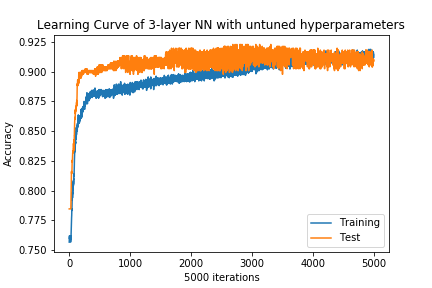 Learning Curve of 3-layer NN with untuned hyperparameters
0.925
0.900
0.875
0.850
0.825
0.800
0.775
0.750
Accuracy
Training
Test
0 1000 2000 3000 4000 5000
5000 iterations